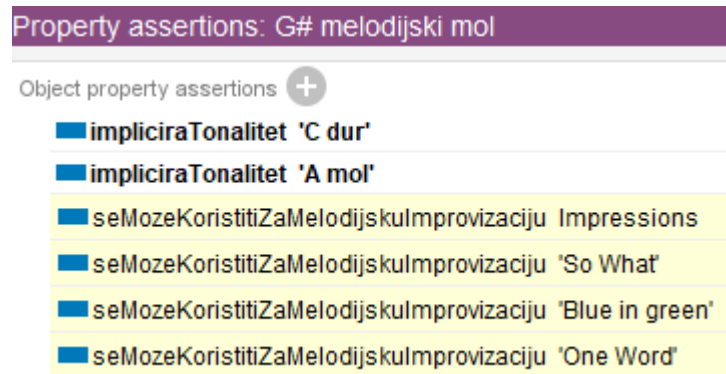 Property assertions: G# melodijski mol
Object property assertions
impliciraTonalitet 'C dur'
impliciraTonalitet 'A mol'
seMozeKoristitiZaMelodijskuImprovizaciju Impressions
seMozeKoristitiZaMelodijskuImprovizaciju 'So What'
seMozeKoristitiZaMelodijskuImprovizaciju 'Blue in green'
seMozeKoristitiZaMelodijskuImprovizaciju 'One Word'